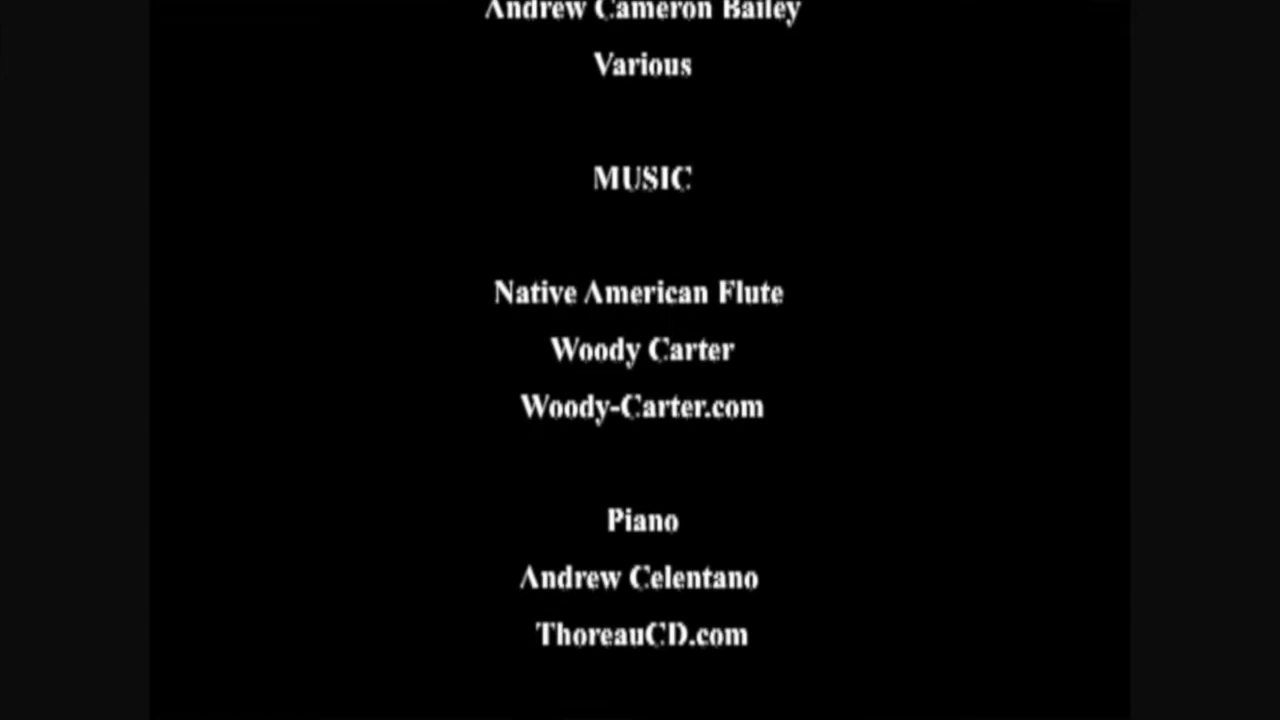 Andrew Cameron Bailey
Various
MUSIC
Native American Flute
Woody Carter
Woody-Carter.com
Piano
Andrew Celentano
ThoreauCD.com